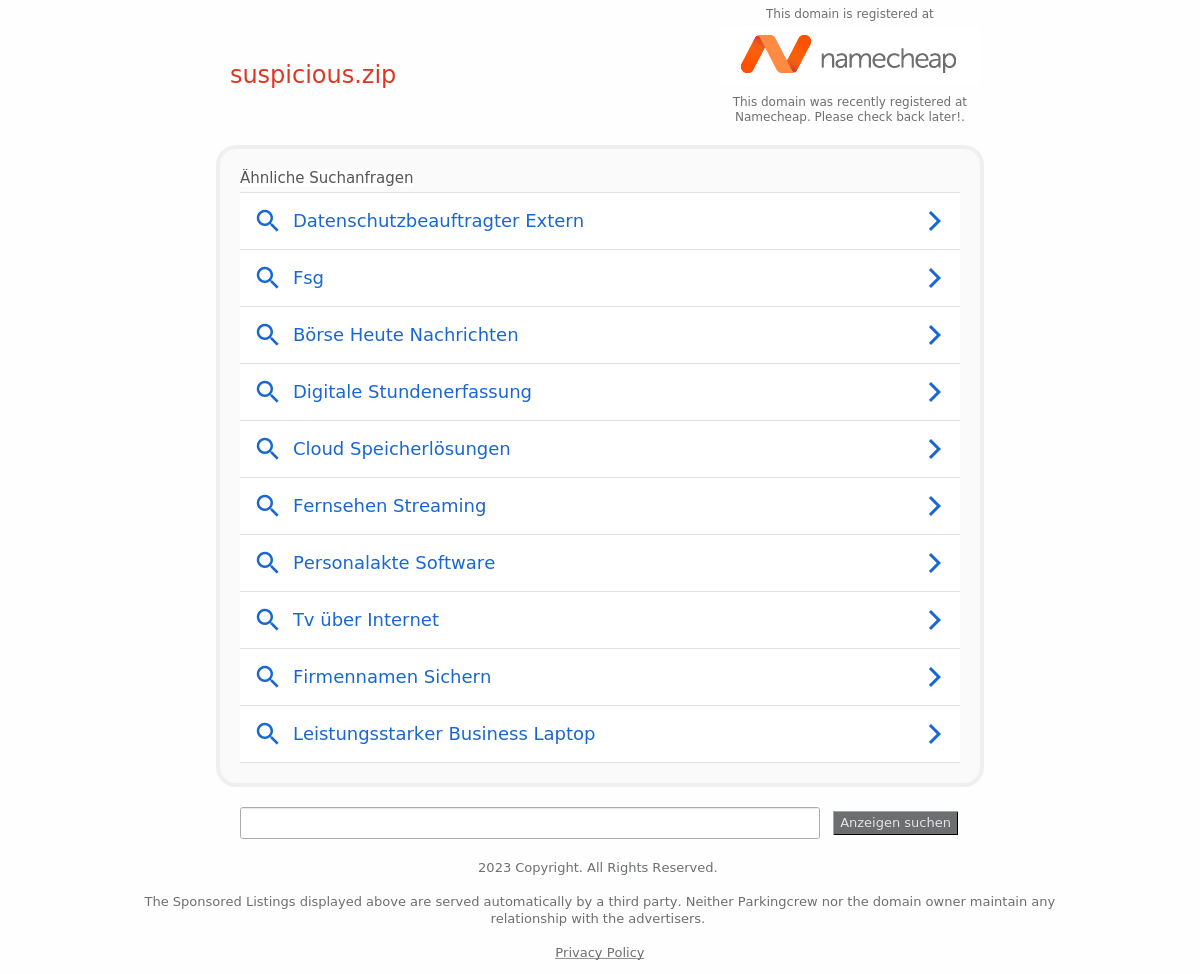 This domain is registered at
namecheap
suspicious.zip
This domain was recently registered at
Namecheap. Please check back later!.
Ähnliche Suchanfragen
Datenschutzbeauftragter Extern
Fsg
Börse Heute Nachrichten
Digitale Stundenerfassung
Cloud Speicherlösungen
Fernsehen Streaming
Personalakte Software
Tv über Internet
Firmennamen Sichern
Leistungsstarker Business Laptop
Anzeigen suchen
2023 Copyright. All Rights Reserved.
The Sponsored Listings displayed above are served automatically by a third party. Neither Parkingcrew nor the domain owner maintain any
relationship with the advertisers.
Privacy Policy